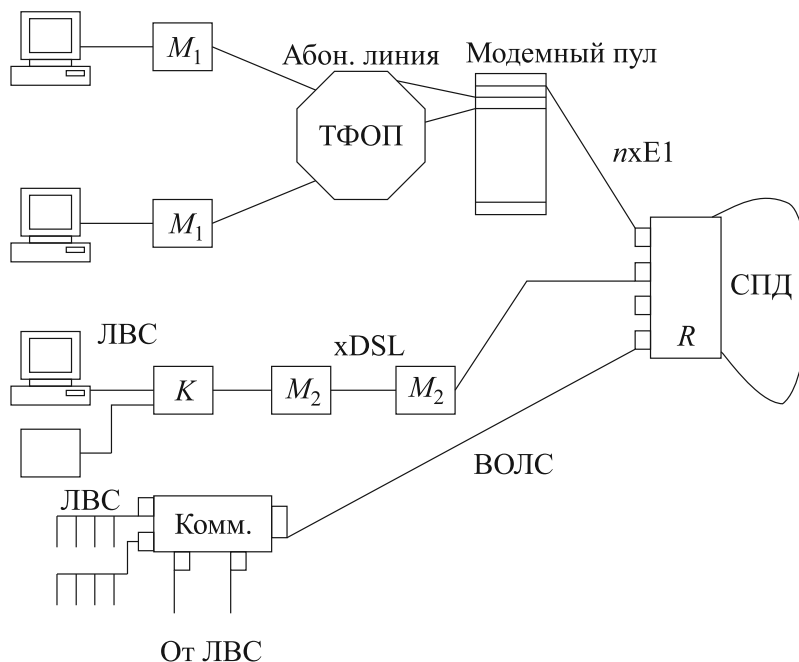 M1
Абон. линия
Модемный пул
ТФОП
nxE1
M1
СПД
ЛВС
xDSL
R
K
M2
M2
ВОЛС
ЛВС
Комм.
От ЛВС